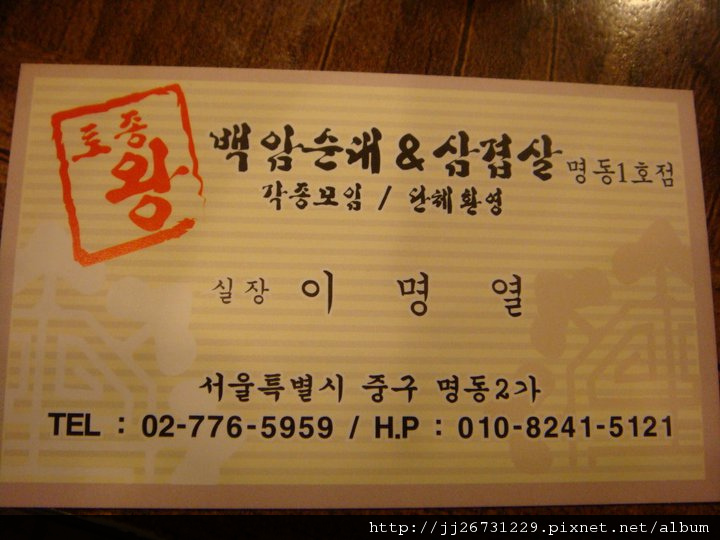 토종
왕
백암순대 & 삼겹살 명동1호점
각종모임 / 단체환영
실장 이 명 열
서울특별시 중구 명동2가
TEL : 02-776-5959 / H.P : 010-8241-5121
http://jj26731229.pixnet.net/album